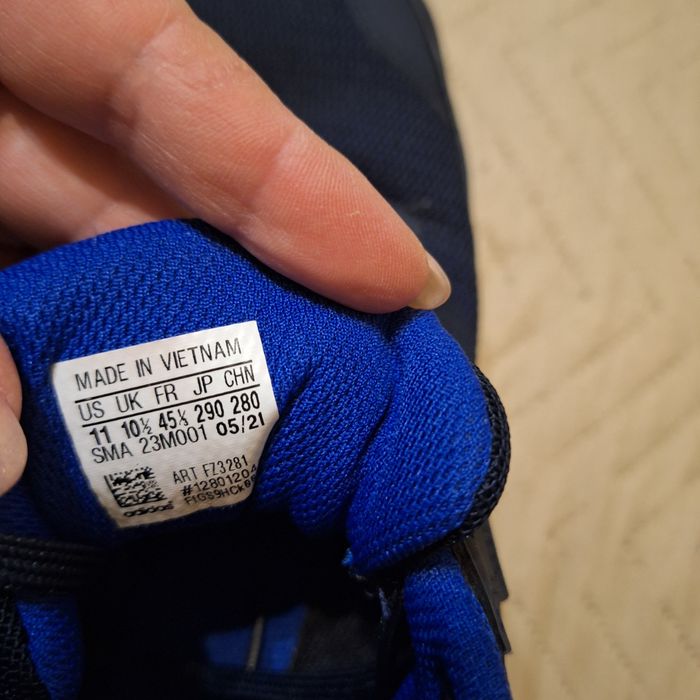 MADE IN VIETNAM
US UK FR JP CHN
11 10½ 45⅓ 290 280
SMA 23M001 05/21
ART FZ3281
#12801204
adidas